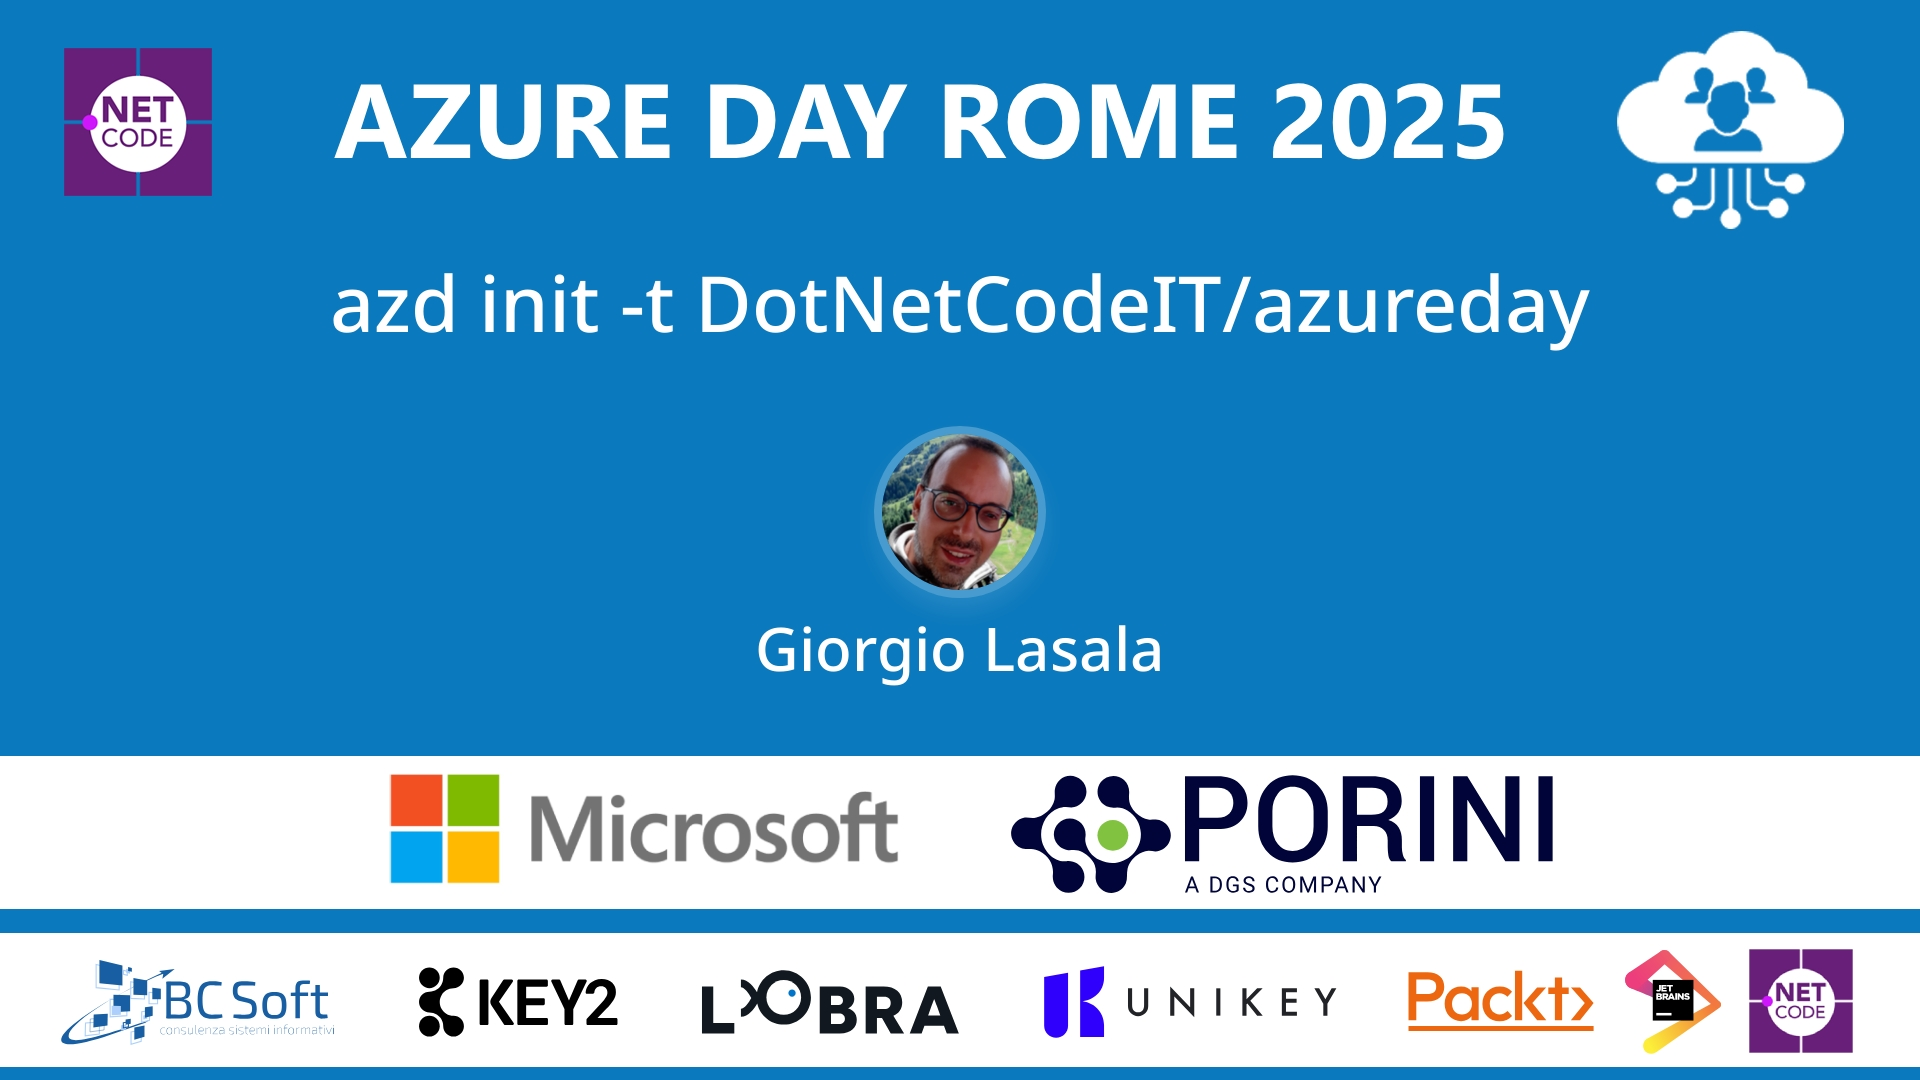 NET
CODE
AZURE DAY ROME 2025
azd init -t DotNetCodeIT/azureday
Giorgio Lasala
Microsoft
PORINI
A DGS COMPANY
BC Soft
consulenza sistemi informativi
KEY2
LOBRA
UNIKEY
Packt>
JET
BRAINS
NET
CODE